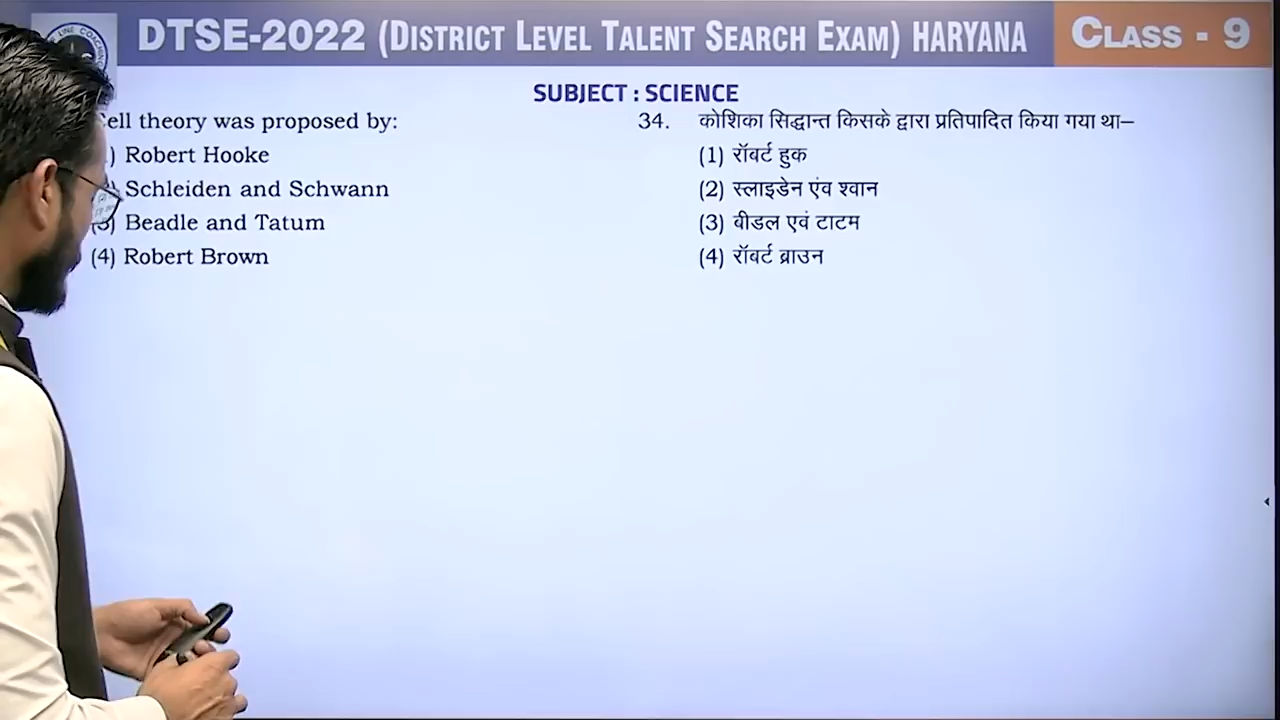 DTSE-2022 (DISTRICT LEVEL TALENT SEARCH EXAM) HARYANA
CLASS - 9
SUBJECT : SCIENCE
Cell theory was proposed by:
) Robert Hooke
Schleiden and Schwann
(3) Beadle and Tatum
(4) Robert Brown
34. कोशिका सिद्धान्त किसके द्वारा प्रतिपादित किया गया था–
(1) रॉबर्ट हुक
(2) स्लाइडेन एंव श्वान
(3) बीडल एवं टाटम
(4) रॉबर्ट ब्राउन